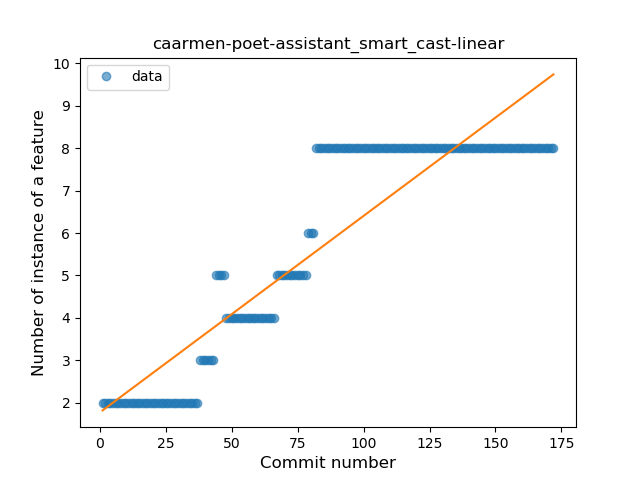 caarmen-poet-assistant_smart_cast-linear
data
Number of instance of a feature
10
9
8
7
6
5
4
3
2
0 25 50 75 100 125 150 175
Commit number